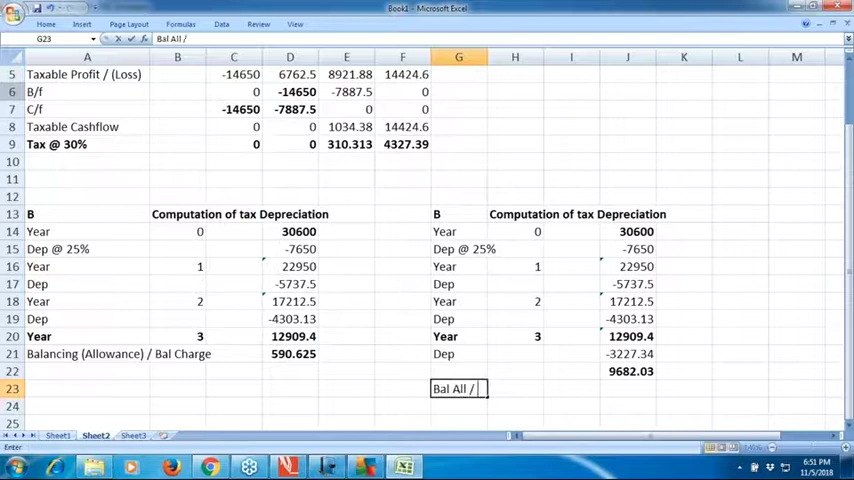 Book1 - Microsoft Excel
Home Insert Page Layout Formulas Data Review View
G23 Bal All /
A B C D E F G H I J K L M
5 Taxable Profit / (Loss) -14650 6762.5 8921.88 14424.6
6 B/f 0 -14650 -7887.5 0
7 C/f -14650 -7887.5 0 0
8 Taxable Cashflow 0 0 1034.38 14424.6
9 Tax @ 30% 0 0 310.313 4327.39
10
11
12
13 B Computation of tax Depreciation B Computation of tax Depreciation
14 Year 0 30600 Year 0 30600
15 Dep @ 25% -7650 Dep @ 25% -7650
16 Year 1 22950 Year 1 22950
17 Dep -5737.5 Dep -5737.5
18 Year 2 17212.5 Year 2 17212.5
19 Dep -4303.13 Dep -4303.13
20 Year 3 12909.4 Year 3 12909.4
21 Balancing (Allowance) / Bal Charge 590.625 Dep -3227.34
22 9682.03
23 Bal All /
24
25
Sheet1 Sheet2 Sheet3
Enter
6:51 PM
11/5/2018